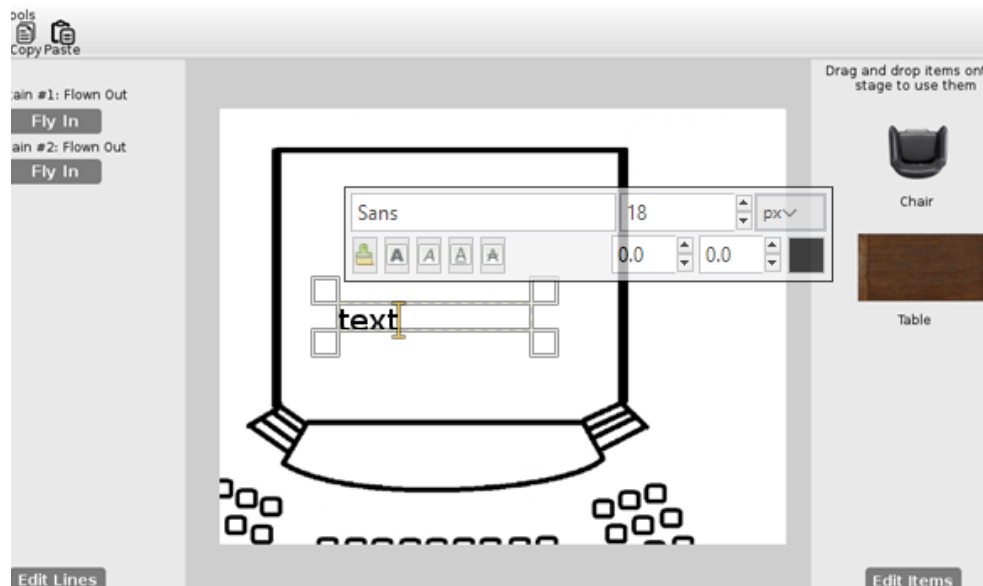 ools
Copy Paste
ain #1: Flown Out
Fly In
ain #2: Flown Out
Fly In
Edit Lines
Sans
18
px
A A A A
0.0
0.0
text
Drag and drop items ont
stage to use them
Chair
Table
Edit Items